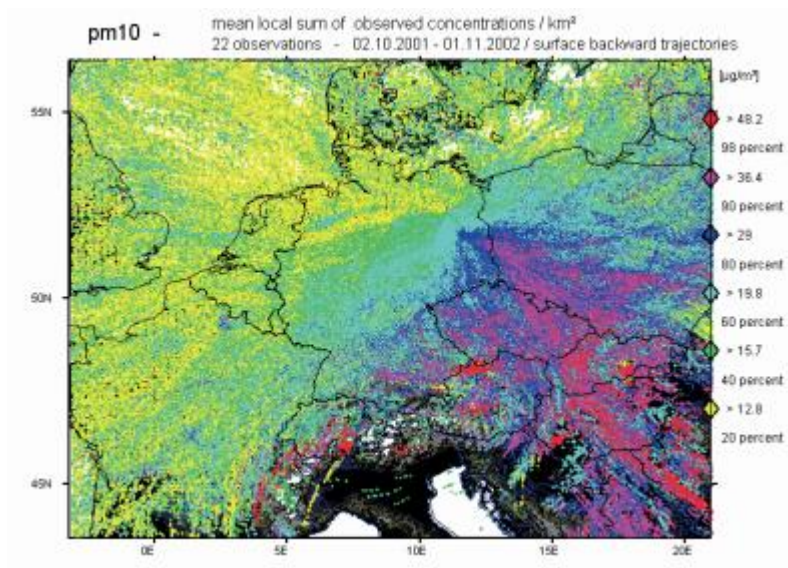 pm10 -
mean local sum of observed concentrations / km²
22 observations - 02.10.2001 - 01.11.2002 / surface backward trajectories
[µg/m³]
> 48.2
98 percent
> 36.4
90 percent
> 29
80 percent
> 19.8
60 percent
> 15.7
40 percent
> 12.8
20 percent
55N
50N
45N
0E
5E
10E
15E
20E